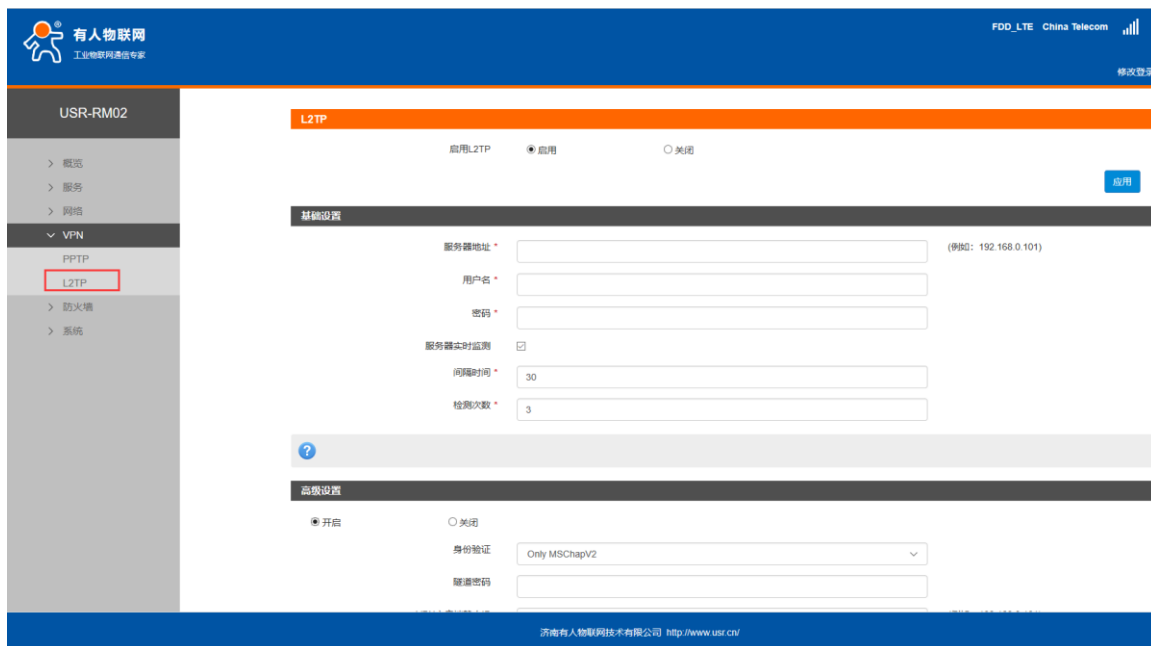 有人物联网
工业物联网通信专家
FDD_LTE China Telecom
修改登录
USR-RM02
概览
服务
网络
VPN
PPTP
L2TP
防火墙
系统
L2TP
启用L2TP 启用 关闭
应用
基础设置
服务器地址 * (例如：192.168.0.101)
用户名 *
密码 *
服务器实时监测
间隔时间 * 30
检测次数 * 3
高级设置
开启 关闭
身份验证 Only MSChapV2
隧道密码
济南有人物联网技术有限公司 http://www.usr.cn/